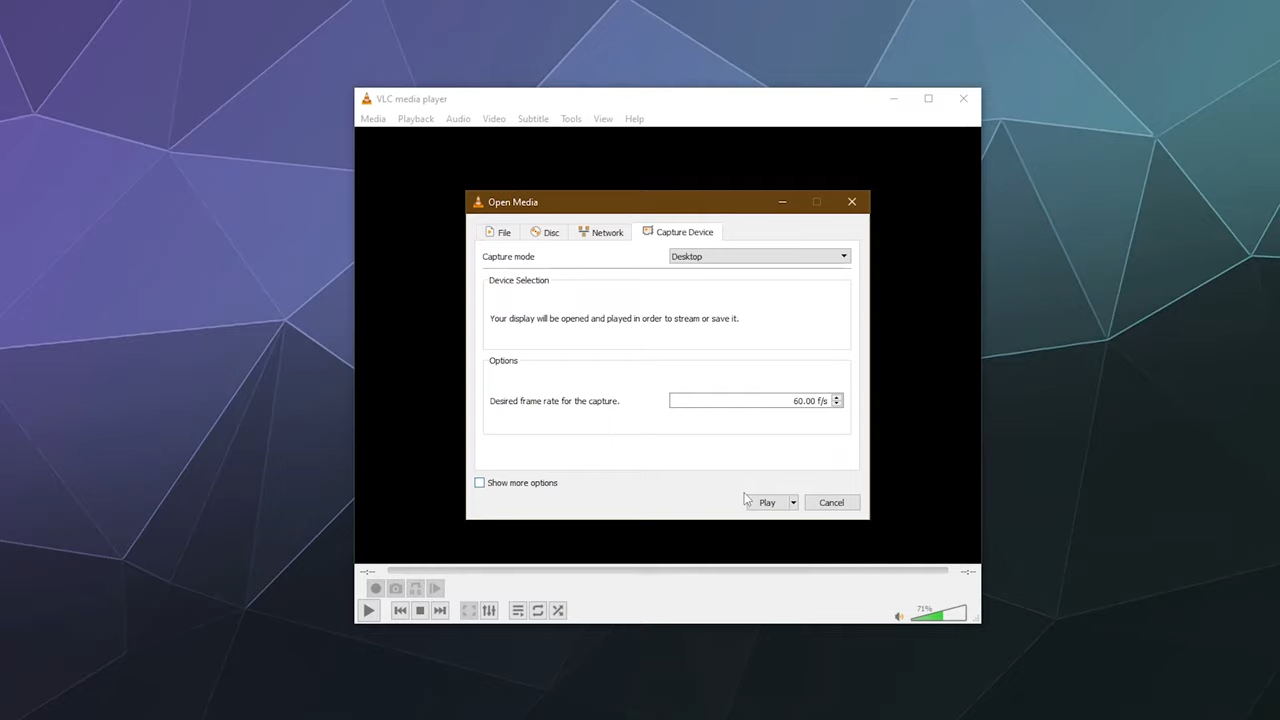 VLC media player
Media Playback Audio Video Subtitle Tools View Help
Open Media
File Disc Network Capture Device
Capture mode Desktop
Device Selection
Your display will be opened and played in order to stream or save it.
Options
Desired frame rate for the capture. 60.00 f/s
Show more options
Play Cancel
--:-- --:--
71%